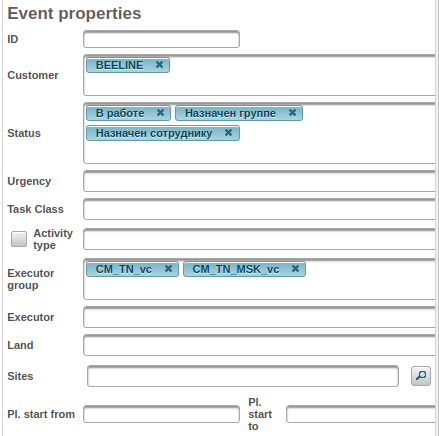 Event properties
ID
Customer
BEELINE ×
Status
В работе × Назначен группе ×
Назначен сотруднику ×
Urgency
Task Class
Activity
type
Executor
group
CM_TN_vc × CM_TN_MSK_vc ×
Executor
Land
Sites
Pl. start from
Pl.
start
to